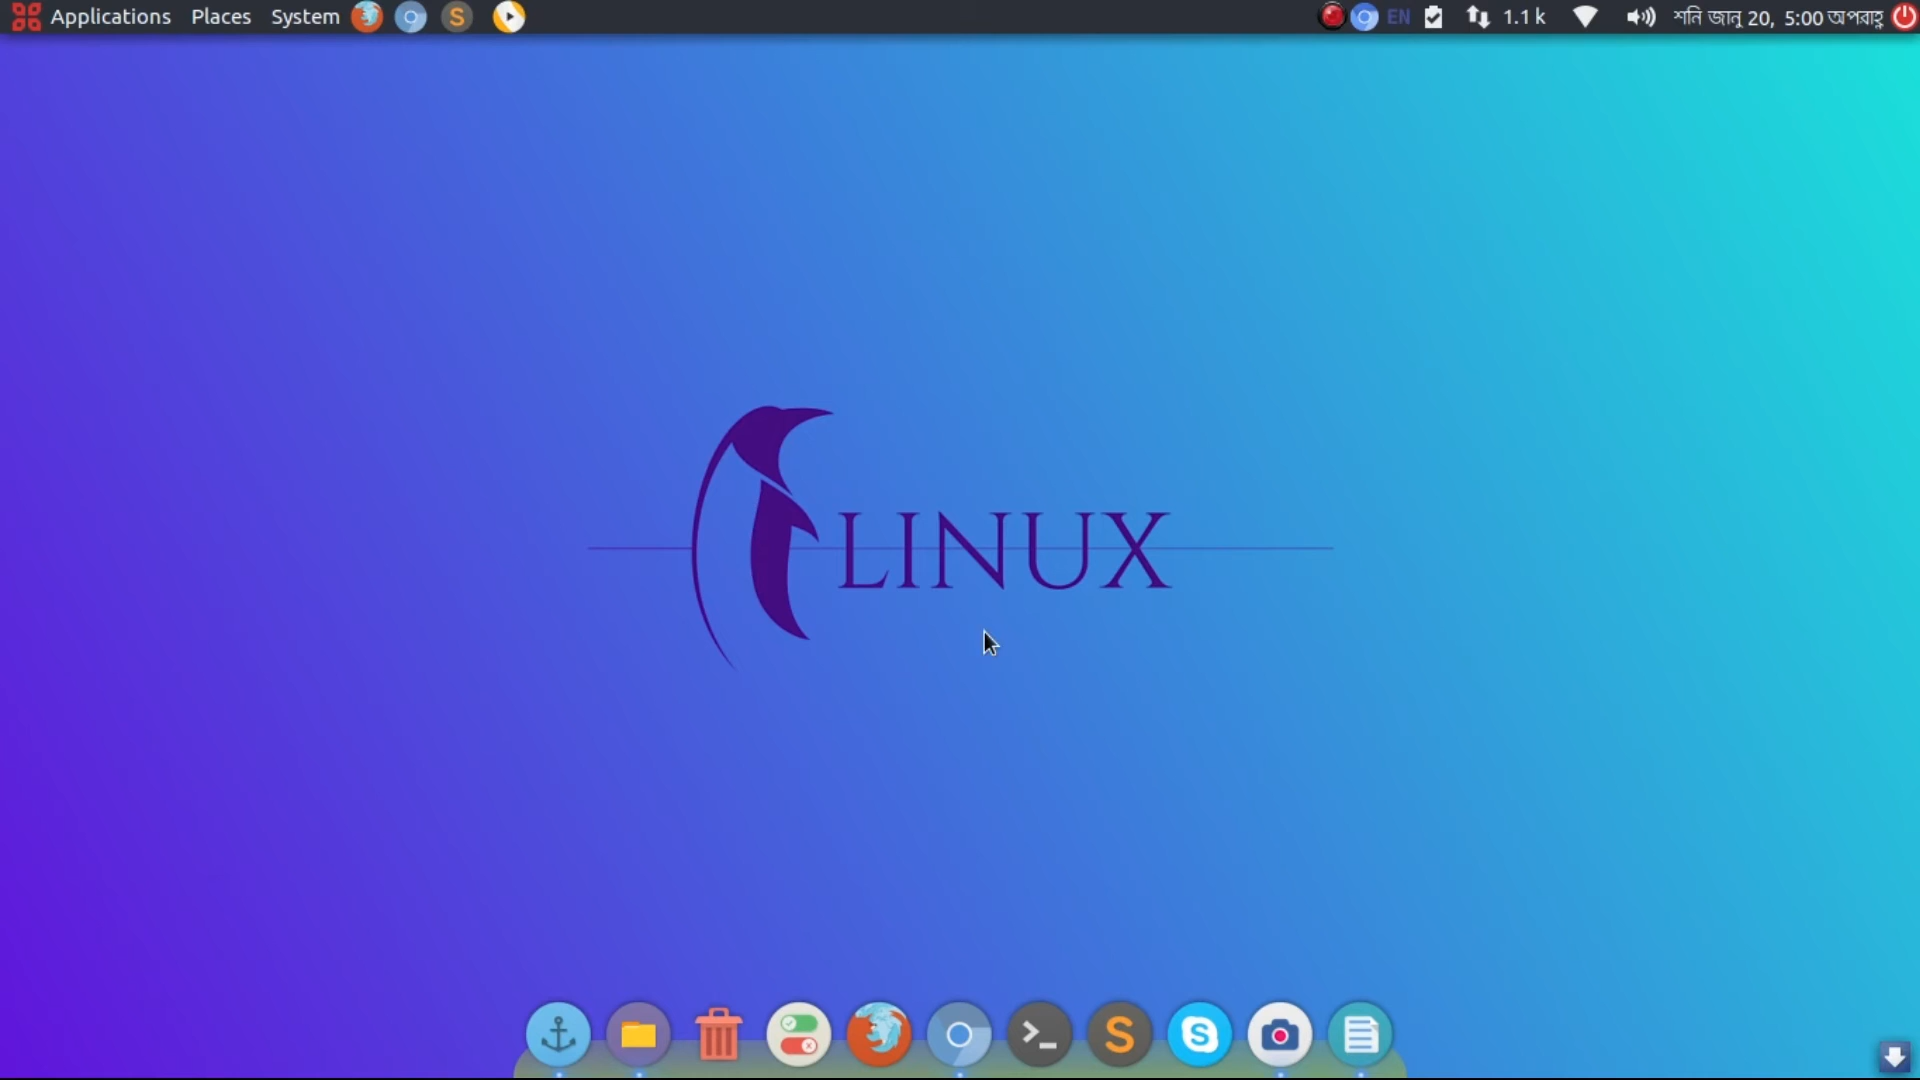 Applications Places System EN 1.1 k শনি জানু 20, 5:00 অপরাহ্ণ
LINUX